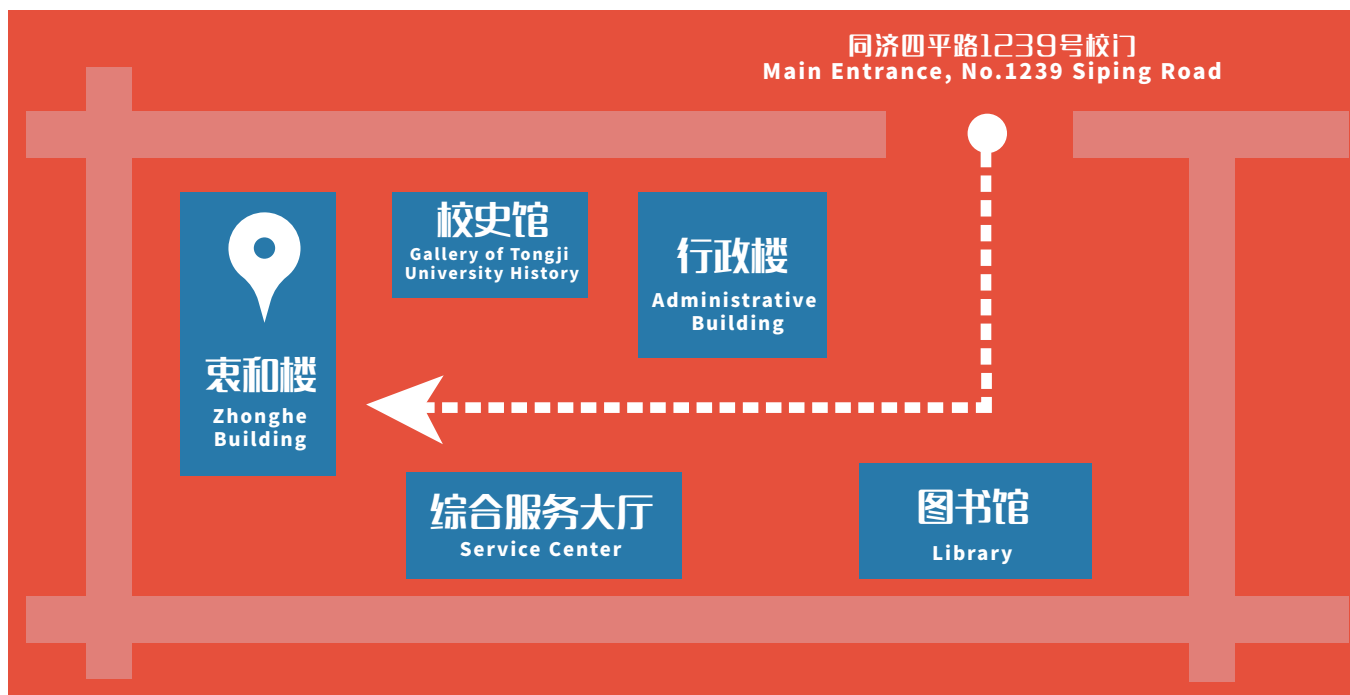 同济四平路1239号校门
Main Entrance, No.1239 Siping Road
校史馆
Gallery of Tongji
University History
行政楼
Administrative
Building
衷和楼
Zhonghe
Building
综合服务大厅
Service Center
图书馆
Library